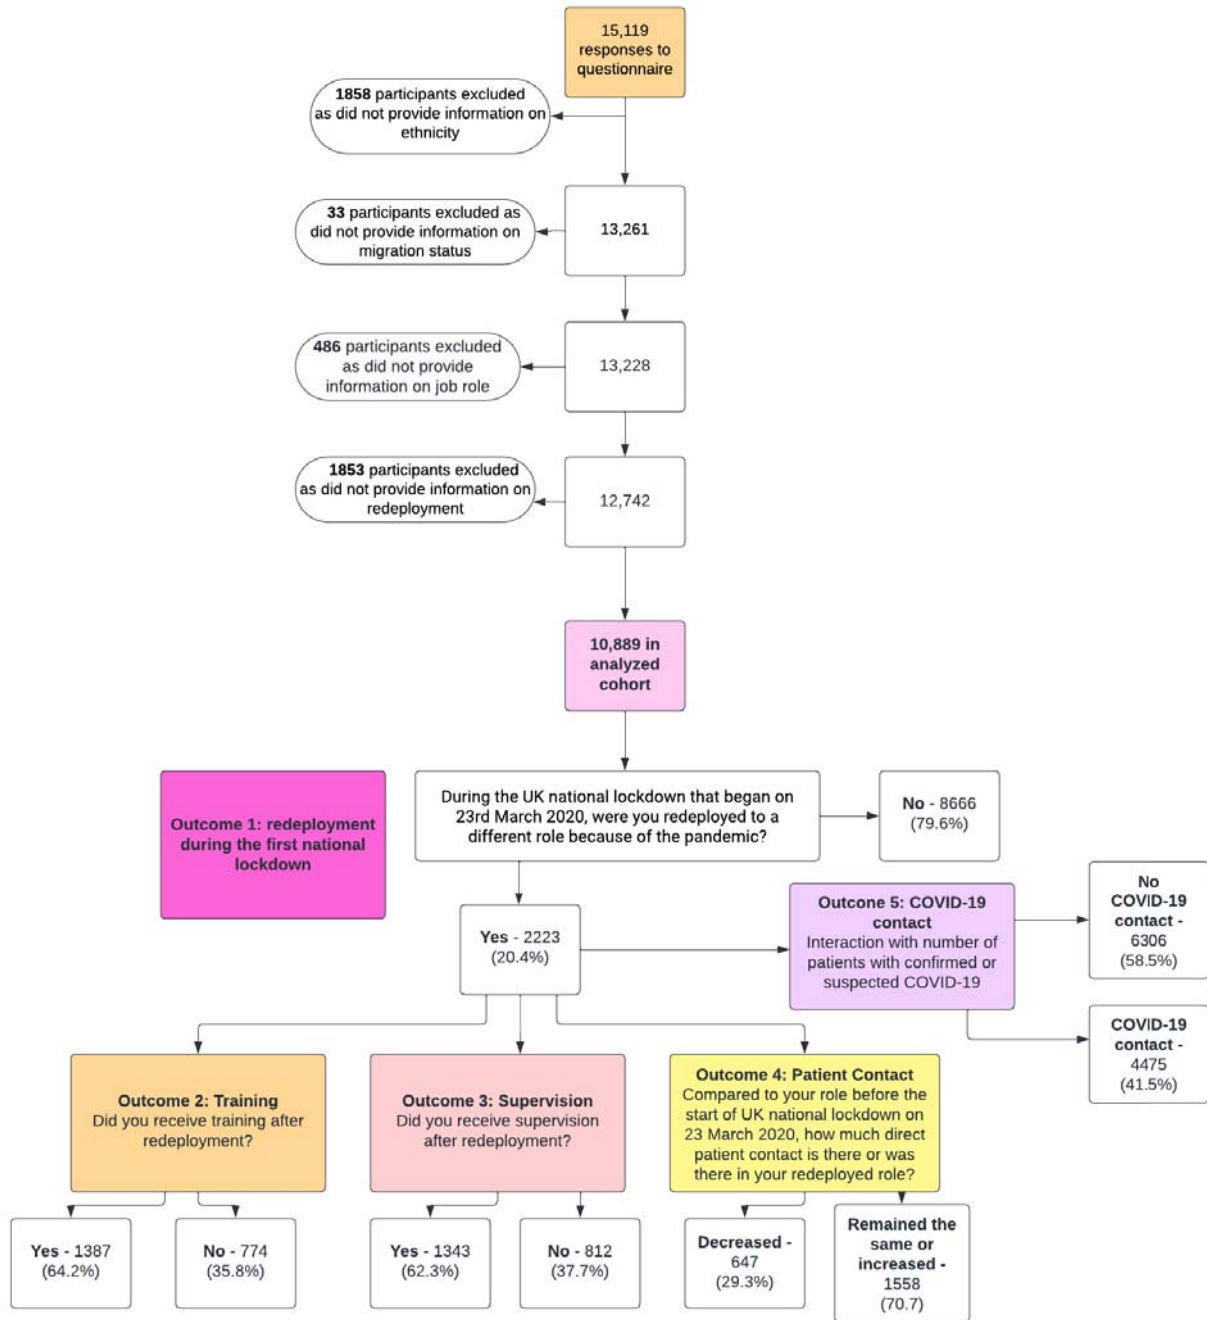 15,119
responses to
questionnaire
1858 participants excluded
as did not provide information on
ethnicity
33 participants excluded as
did not provide information on
migration status
13,261
486 participants excluded
as did not provide
information on job role
13,228
1853 participants excluded
as did not provide information on
redeployment
12,742
10,889 in
analyzed
cohort
Outcome 1: redeployment
during the first national
lockdown
During the UK national lockdown that began on
23rd March 2020, were you redeployed to a
different role because of the pandemic?
No - 8666
(79.6%)
Yes - 2223
(20.4%)
Outcome 5: COVID-19
contact
Interaction with number of
patients with confirmed or
suspected COVID-19
No
COVID-19
contact -
6306
(58.5%)
COVID-19
contact -
4475
(41.5%)
Outcome 2: Training
Did you receive training after
redeployment?
Outcome 3: Supervision
Did you receive supervision
after redeployment?
Outcome 4: Patient Contact
Compared to your role before the
start of UK national lockdown on
23 March 2020, how much direct
patient contact is there or was
there in your redeployed role?
Yes - 1387
(64.2%)
No - 774
(35.8%)
Yes - 1343
(62.3%)
No - 812
(37.7%)
Decreased -
647
(29.3%)
Remained the
same or
increased -
1558
(70.7)